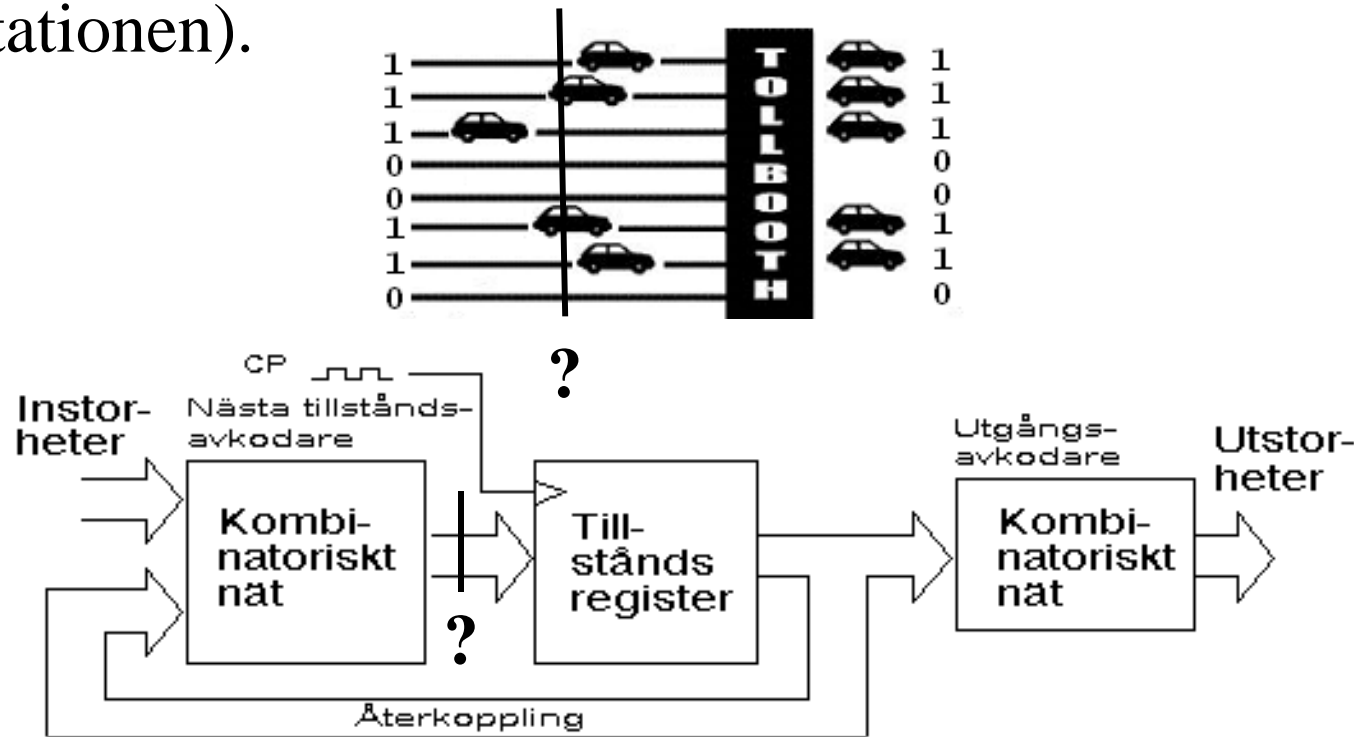 tationen).
1 1
1 1
1 1
0 0
0 0
1 1
1 1
0 0
TOLLBOOTH
?
CP
Instor-
heter
Nästa tillstånds-
avkodare
Kombi-
natoriskt
nät
?
Till-
stånds
register
Utgångs-
avkodare
Kombi-
natoriskt
nät
Utstor-
heter
Återkoppling